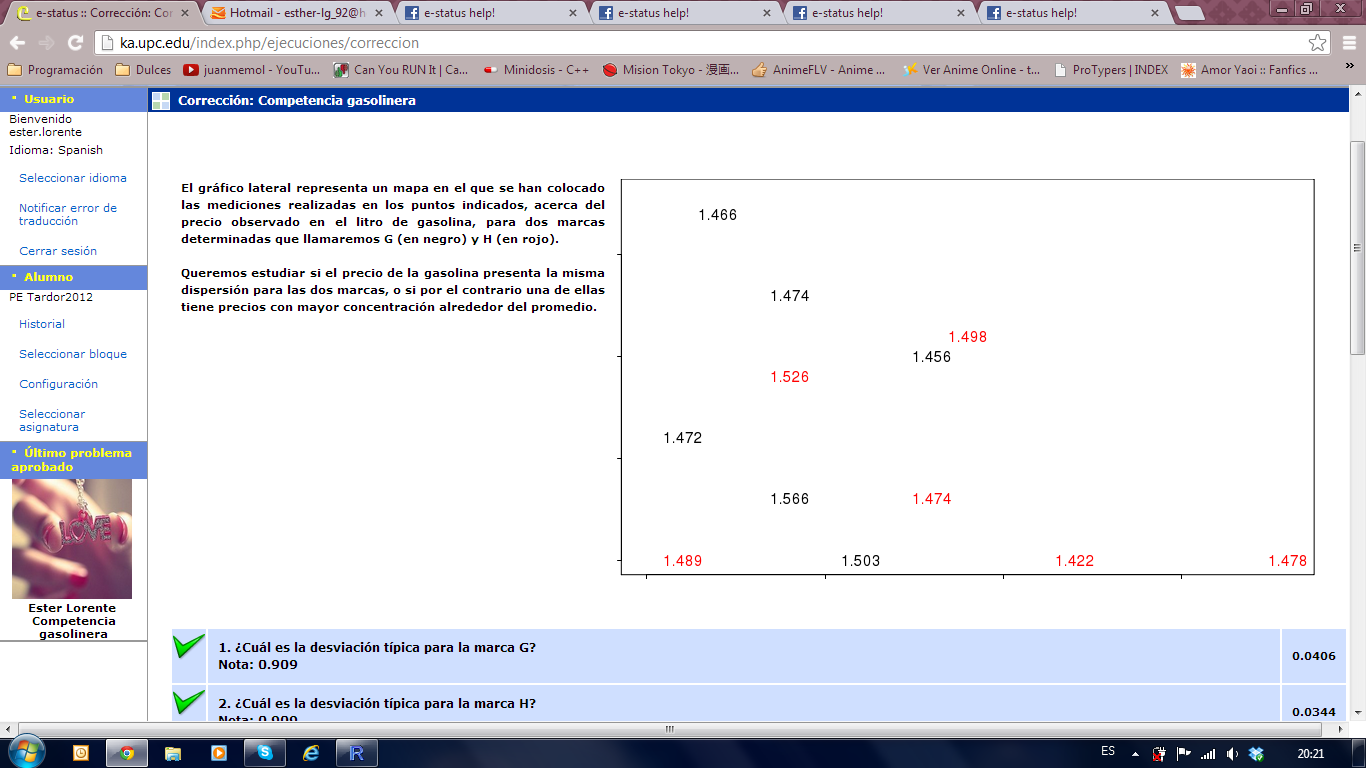 e-status :: Corrección: Cor
Hotmail - esther-lg_92@h
e-status help!
e-status help!
e-status help!
e-status help!
ka.upc.edu/index.php/ejecuciones/correccion
Programación
Dulces
juanmemol - YouTu...
Can You RUN It | Ca...
Minidosis - C++
Mision Tokyo - 漫画...
AnimeFLV - Anime ...
Ver Anime Online - t...
ProTypers | INDEX
Amor Yaoi :: Fanfics ...
»
Usuario
Bienvenido
ester.lorente
Idioma: Spanish
Seleccionar idioma
Notificar error de
traducción
Cerrar sesión
Alumno
PE Tardor2012
Historial
Seleccionar bloque
Configuración
Seleccionar
asignatura
Último problema
aprobado
LOVE
Ester Lorente
Competencia
gasolinera
Corrección: Competencia gasolinera
El gráfico lateral representa un mapa en el que se han colocado
las mediciones realizadas en los puntos indicados, acerca del
precio observado en el litro de gasolina, para dos marcas
determinadas que llamaremos G (en negro) y H (en rojo).
Queremos estudiar si el precio de la gasolina presenta la misma
dispersión para las dos marcas, o si por el contrario una de ellas
tiene precios con mayor concentración alrededor del promedio.
1.466
1.474
1.498
1.456
1.526
1.472
1.566
1.474
1.489
1.503
1.422
1.478
1. ¿Cuál es la desviación típica para la marca G?
Nota: 0.909
0.0406
2. ¿Cuál es la desviación típica para la marca H?
Nota: 0.909
0.0344
ES
20:21